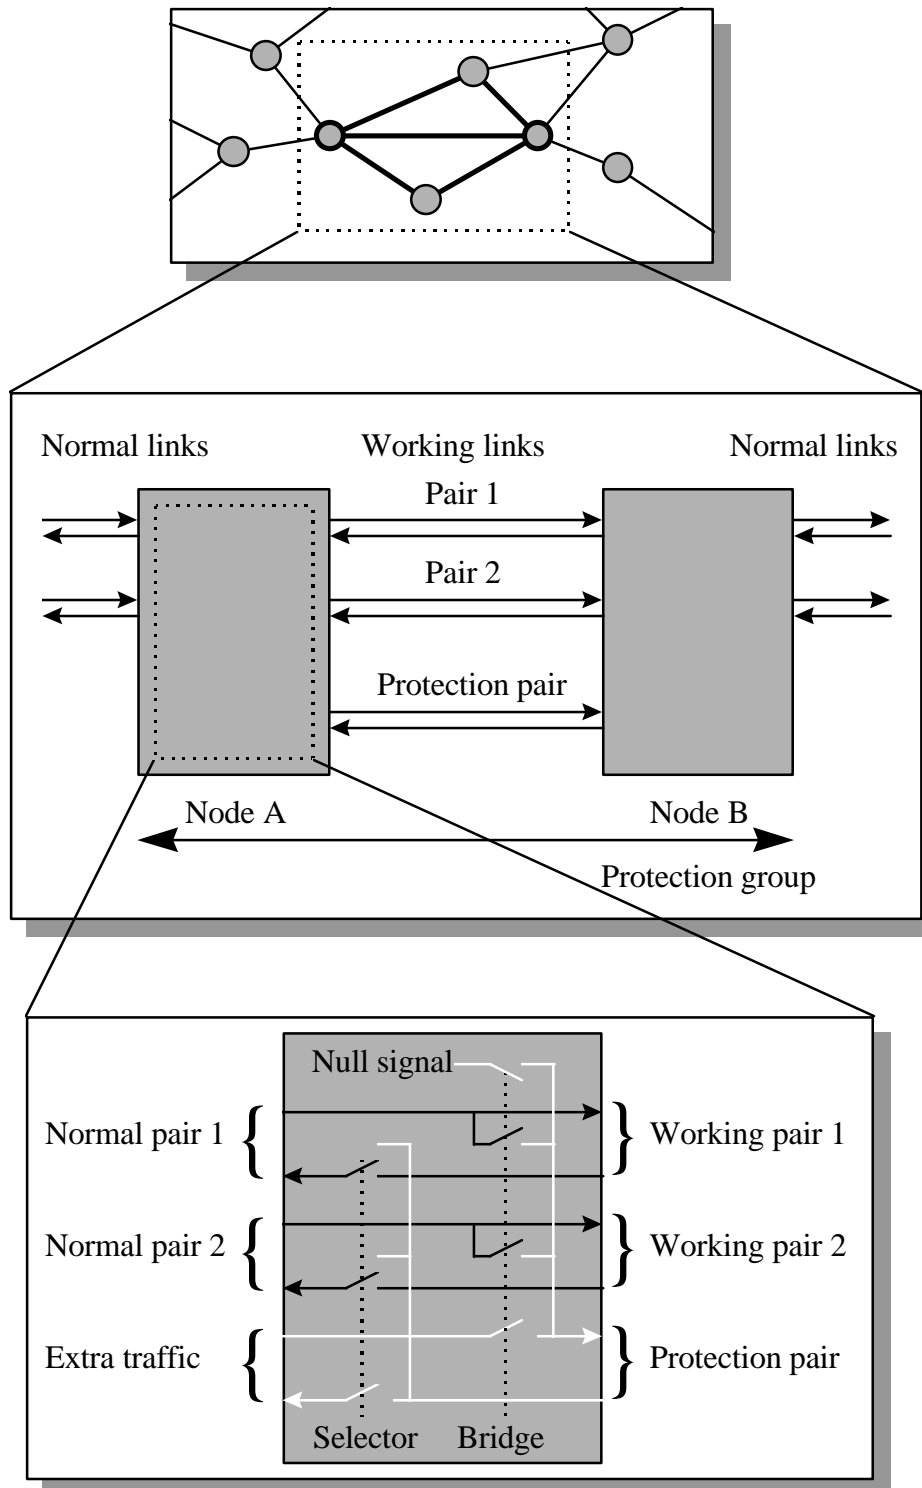 Normal links Working links Normal links
Pair 1
Pair 2
Protection pair
Node A Node B
Protection group
Null signal
Normal pair 1 { } Working pair 1
Normal pair 2 { } Working pair 2
Extra traffic { } Protection pair
Selector Bridge